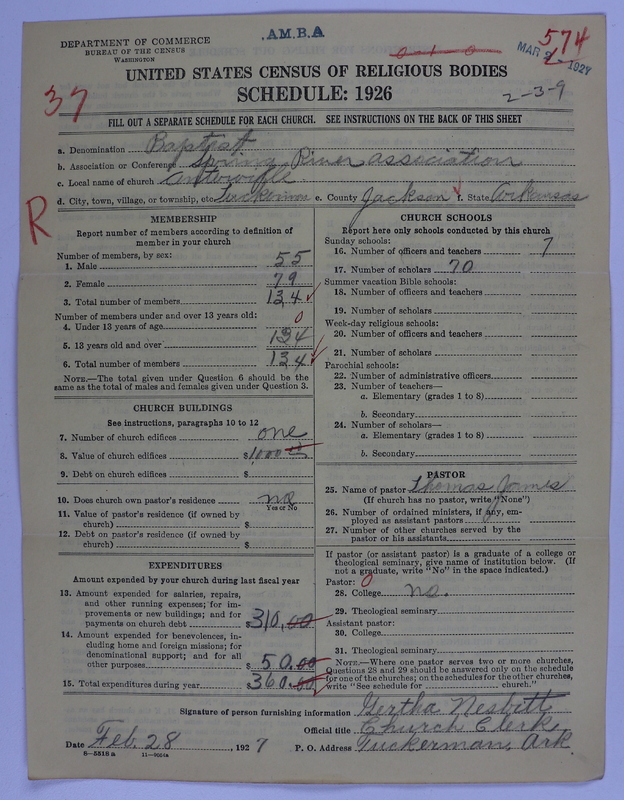 .A.M.B.A
DEPARTMENT OF COMMERCE
BUREAU OF THE CENSUS
WASHINGTON
0-1-0
574
MAR 2 1927
UNITED STATES CENSUS OF RELIGIOUS BODIES
SCHEDULE: 1926
37
2-3-9
FILL OUT A SEPARATE SCHEDULE FOR EACH CHURCH. SEE INSTRUCTIONS ON THE BACK OF THIS SHEET
a. Denomination Baptist
b. Association or Conference Spring River association
c. Local name of church
d. City, town, village, or township, etc. Tuckerman e. County Jackson f. State Arkansas
R
MEMBERSHIP
Report number of members according to definition of
member in your church
Number of members, by sex:
1. Male 55
2. Female 79
3. Total number of members 134
Number of members under and over 13 years old:
4. Under 13 years of age 0
5. 13 years old and over 134
6. Total number of members 134
NOTE.—The total given under Question 6 should be the
same as the total of males and females given under Question 3.
CHURCH BUILDINGS
See instructions, paragraphs 10 to 12
7. Number of church edifices one
8. Value of church edifices $1000
9. Debt on church edifices $
10. Does church own pastor's residence no
Yes or No
11. Value of pastor's residence (if owned by
church) $
12. Debt on pastor's residence (if owned by
church) $
EXPENDITURES
Amount expended by your church during last fiscal year
13. Amount expended for salaries, repairs,
and other running expenses; for im-
provements or new buildings; and for
payments on church debt $310.00
14. Amount expended for benevolences, in-
cluding home and foreign missions; for
denominational support; and for all
other purposes $50.00
15. Total expenditures during year $360.00
CHURCH SCHOOLS
Report here only schools conducted by this church
Sunday schools:
16. Number of officers and teachers 7
17. Number of scholars 70
Summer vacation Bible schools:
18. Number of officers and teachers
19. Number of scholars
Week-day religious schools:
20. Number of officers and teachers
21. Number of scholars
Parochial schools:
22. Number of administrative officers
23. Number of teachers—
a. Elementary (grades 1 to 8)
b. Secondary
24. Number of scholars—
a. Elementary (grades 1 to 8)
b. Secondary
PASTOR
25. Name of pastor Thomas James
(If church has no pastor, write "None")
26. Number of ordained ministers, if any, em-
ployed as assistant pastors
27. Number of other churches served by the
pastor or his assistants
If pastor (or assistant pastor) is a graduate of a college or
theological seminary, give name of institution below. (If
not a graduate, write "No" in the space indicated.)
Pastor: 0
28. College no.
29. Theological seminary
Assistant pastor:
30. College
31. Theological seminary
NOTE.—Where one pastor serves two or more churches,
Questions 28 and 29 should be answered only on the schedule
for one of the churches; on the schedules for the other churches,
write "See schedule for church."
Signature of person furnishing information Gertha Nesbitt
Official title Church Clerk
Date Feb. 28, 1927 P. O. Address Tuckerman, Ark
8—5518 a